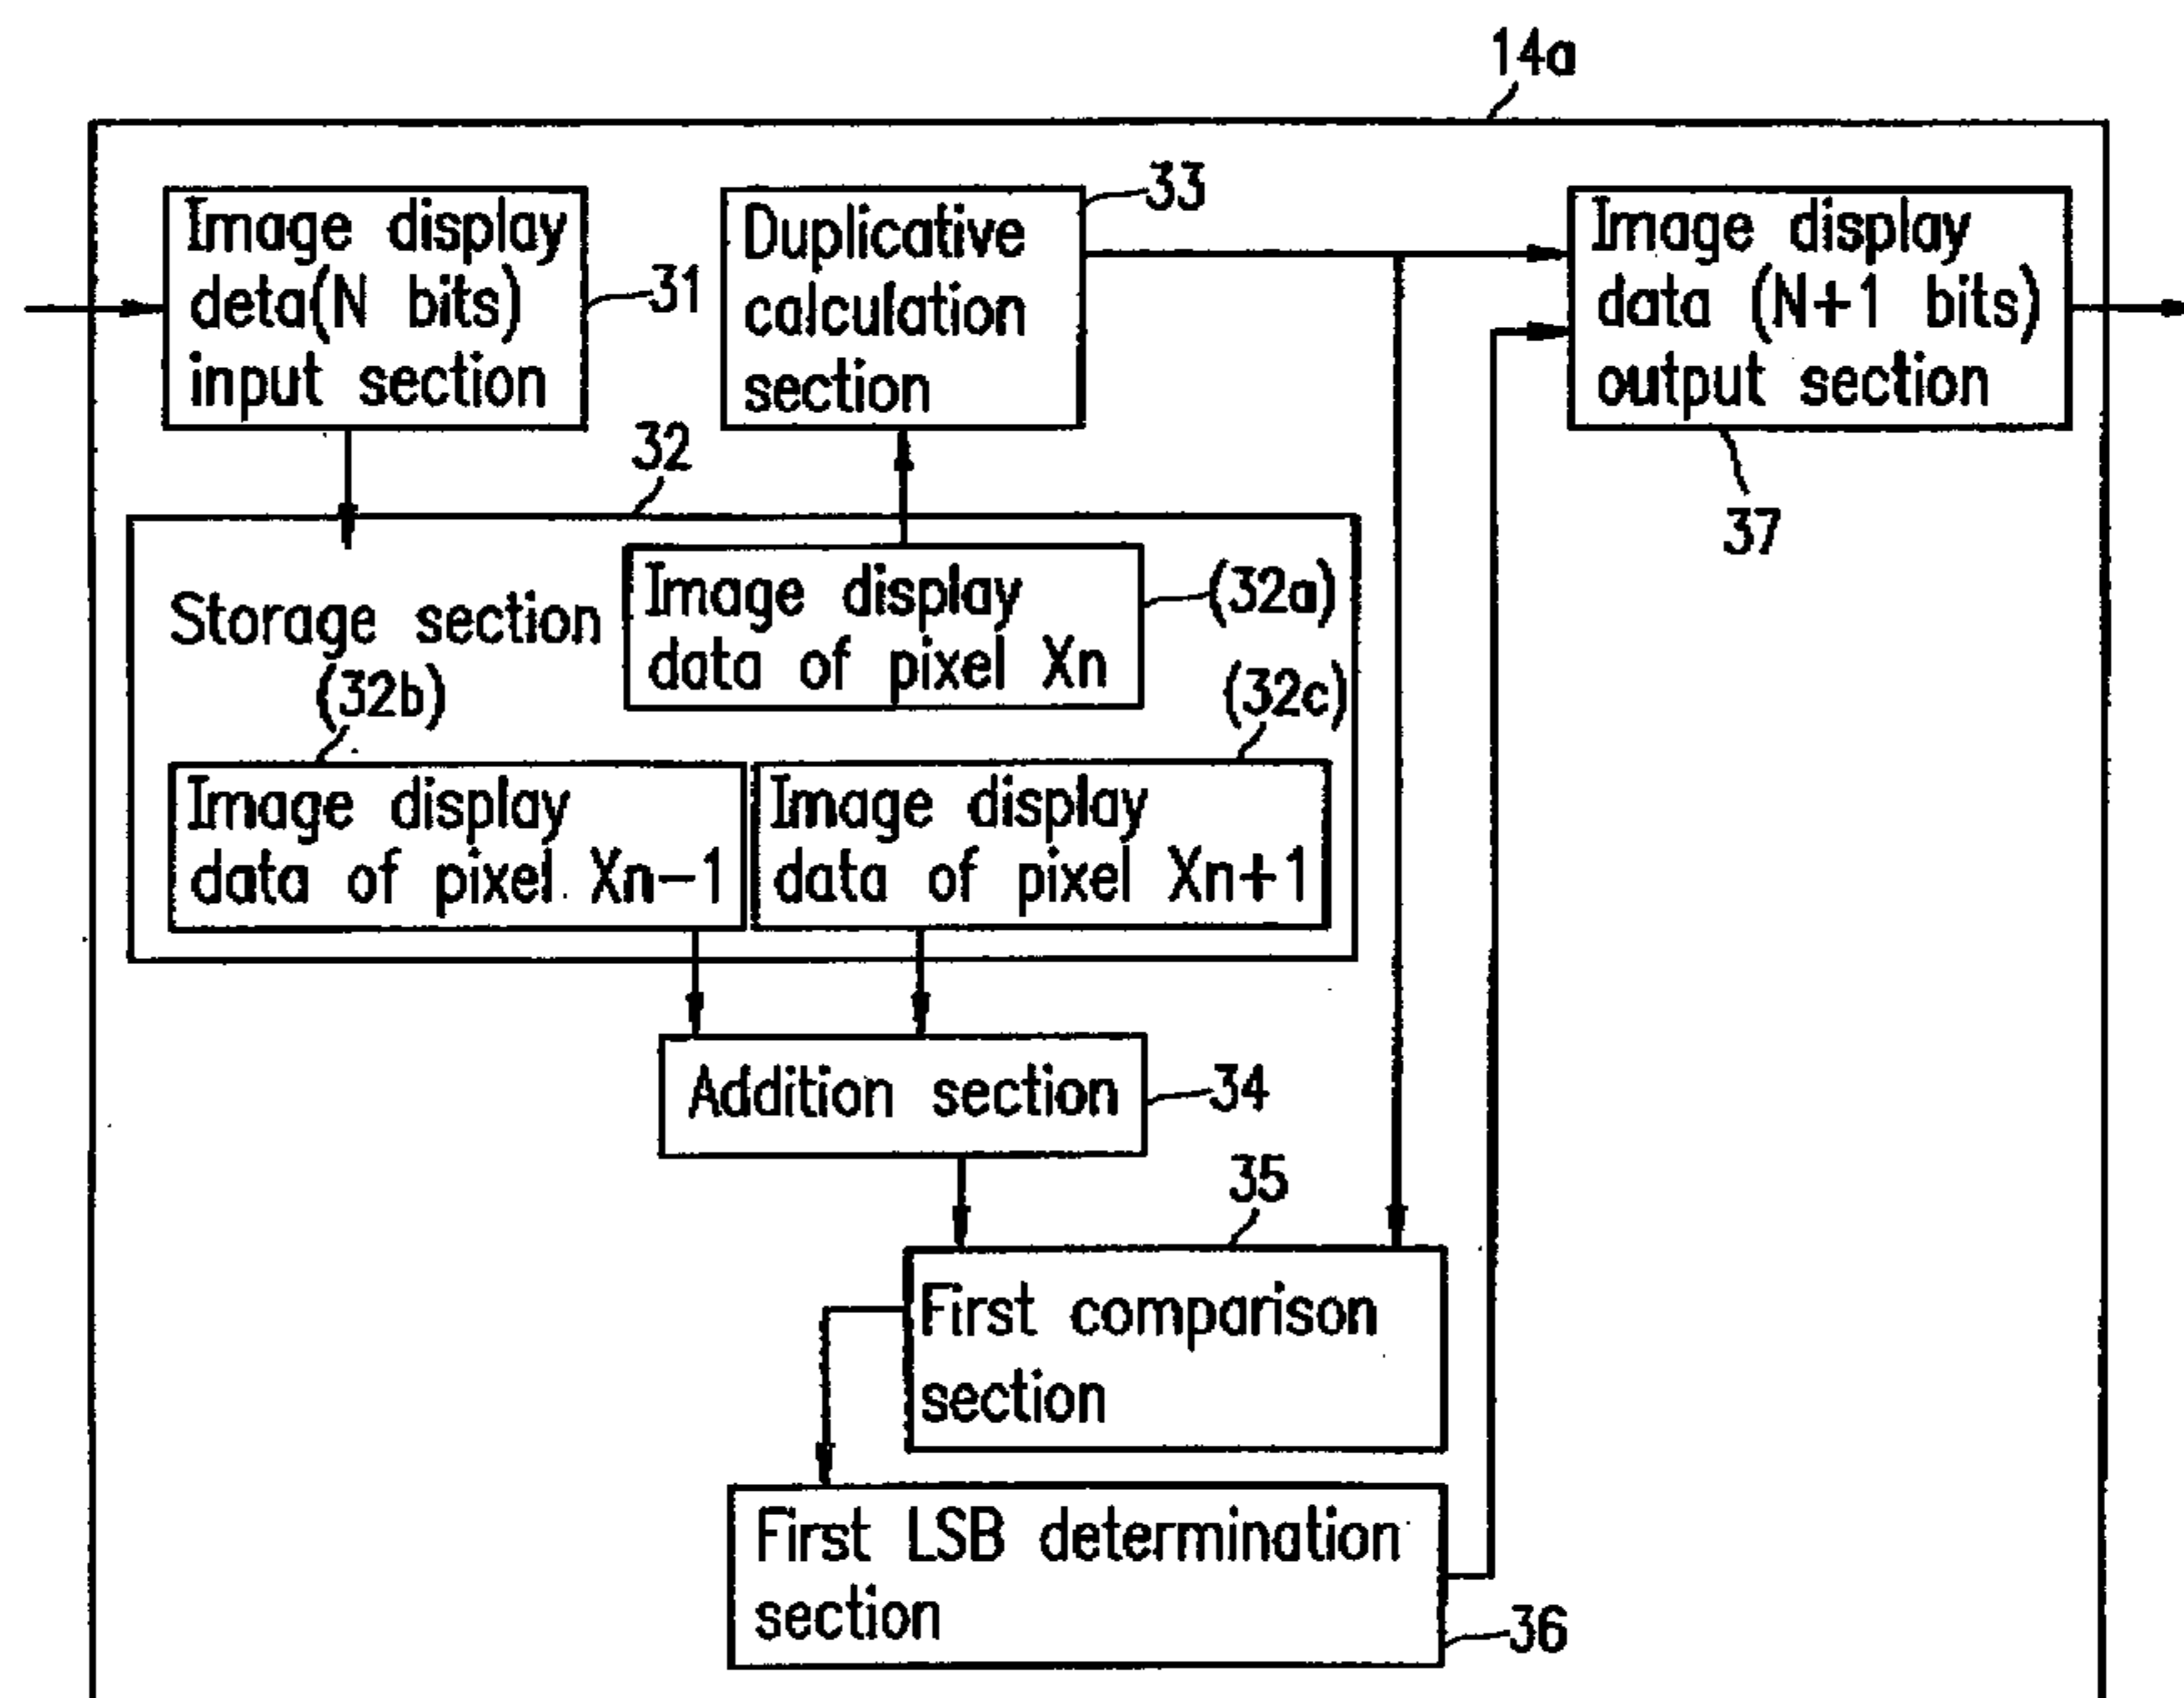 14a
Image display
deta(N bits)
input section
31
Duplicative
calculation
section
33
Image display
data (N+1 bits)
output section
37
32
Storage section
Image display
data of pixel Xn
(32a)
(32b)
(32c)
Image display
data of pixel Xn-1
Image display
data of pixel Xn+1
Addition section
34
35
First comparison
section
First LSB determination
section
36